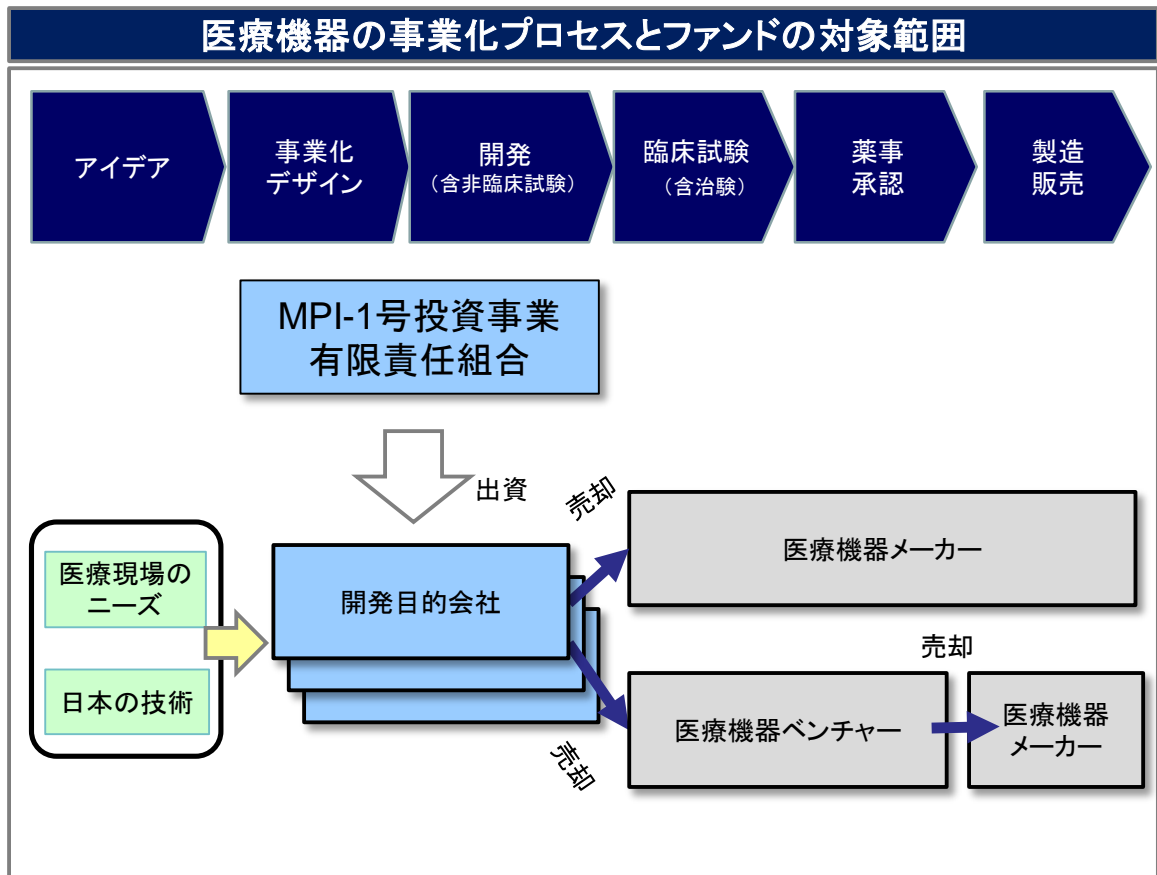 医療機器の事業化プロセスとファンドの対象範囲
アイデア
事業化
デザイン
開発
（含非臨床試験）
臨床試験
（含治験）
薬事
承認
製造
販売
MPI-1号投資事業
有限責任組合
出資
売却
医療機器メーカー
医療現場の
ニーズ
日本の技術
開発目的会社
売却
売却
医療機器ベンチャー
医療機器
メーカー